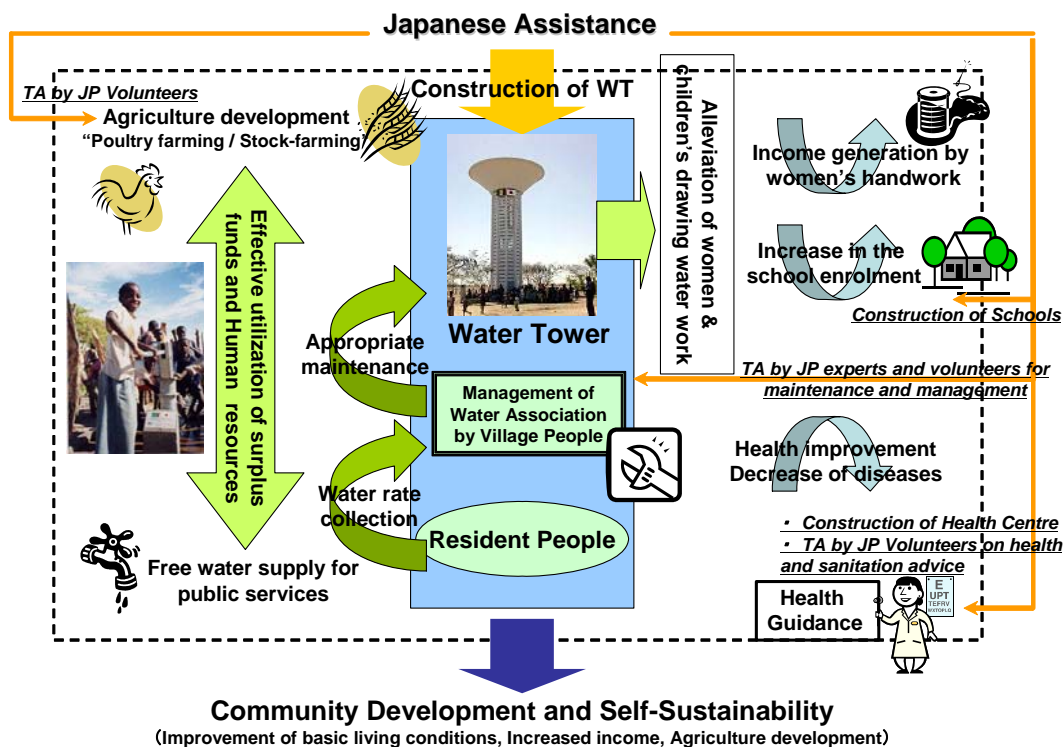 Japanese Assistance
TA by JP Volunteers
Agriculture development
“Poultry farming / Stock-farming”
Construction of WT
Alleviation of women &
children’s drawing water work
Income generation by
women’s handwork
Increase in the
school enrolment
Construction of Schools
Effective utilization of surplus
funds and Human resources
Water Tower
Appropriate
maintenance
Management of
Water Association
by Village People
TA by JP experts and volunteers for
maintenance and management
Health improvement
Decrease of diseases
Water rate
collection
Resident People
・ Construction of Health Centre
・ TA by JP Volunteers on health
and sanitation advice
Free water supply for
public services
Health
Guidance
E
UPT
TEFRV
Community Development and Self-Sustainability
(Improvement of basic living conditions, Increased income, Agriculture development)